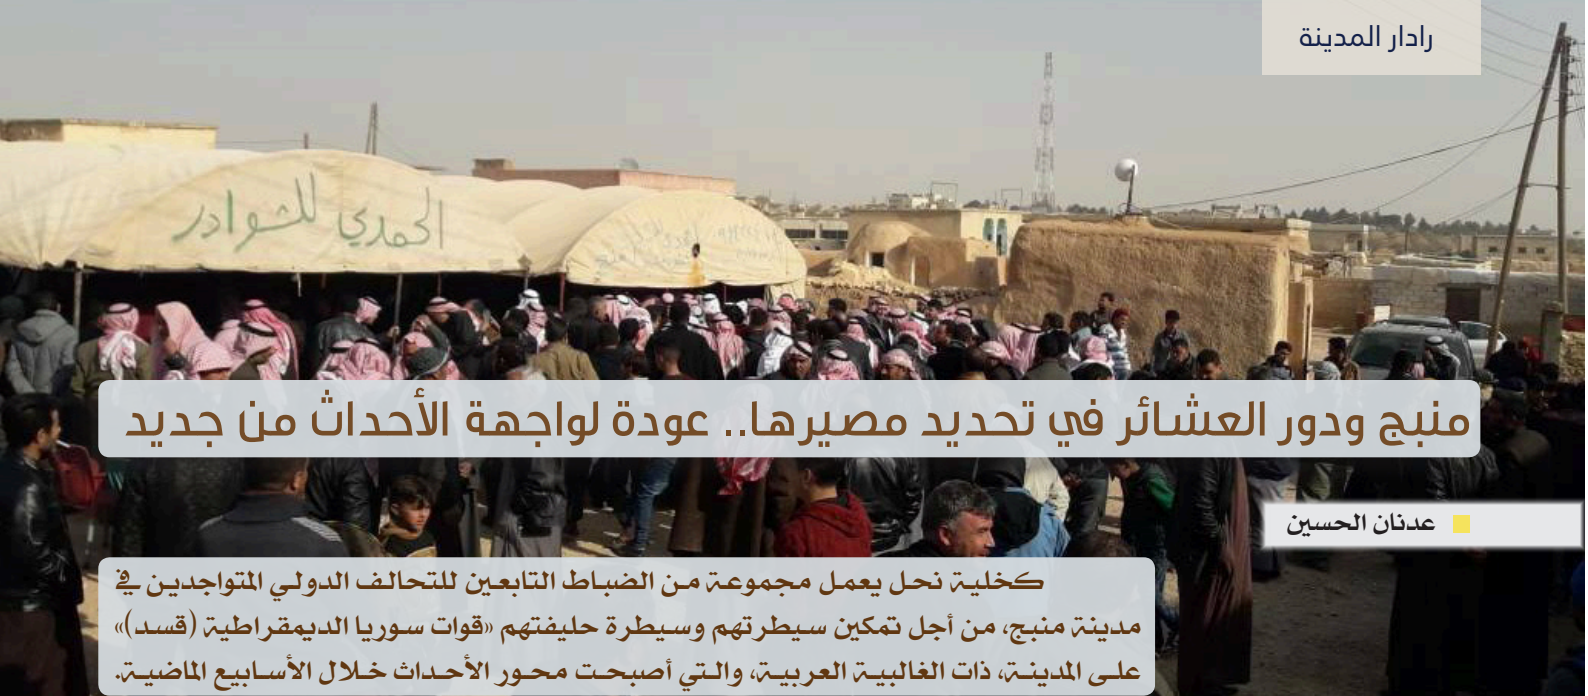 رادار المدينة
الحمدي للشوادر
منبج ودور العشائر في تحديد مصيرها.. عودة لواجهة الأحداث من جديد
عدنان الحسين
كخلية نحل يعمل مجموعة من الضباط التابعين للتحالف الدولي المتواجدين في
مدينة منبج، من أجل تمكين سيطرتهم وسيطرة حليفتهم «قوات سوريا الديمقراطية (قسد)»
على المدينة، ذات الغالبية العربية، والتي أصبحت محور الأحداث خلال الأسابيع الماضية.